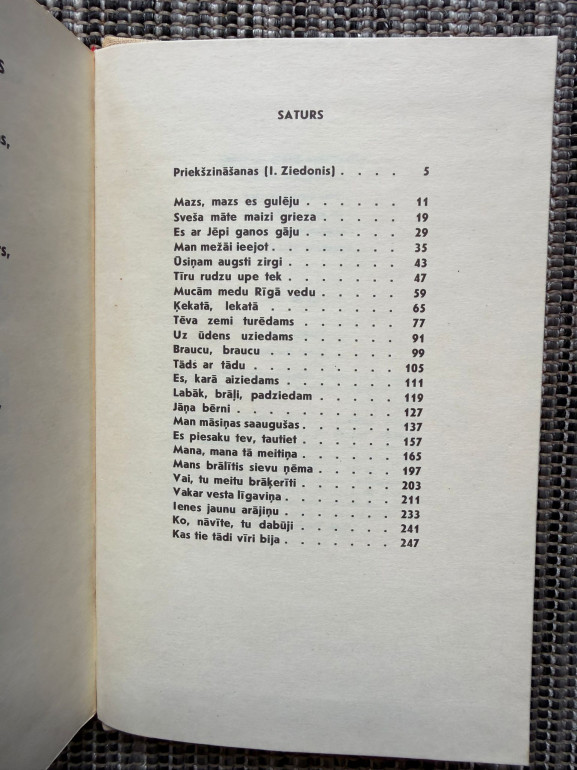 s
s,
s,
SATURS
Priekšzināšanas (I. Ziedonis) . . . . 5
Mazs, mazs es gulēju . . . . . . 11
Sveša māte maizi grieza . . . . . 19
Es ar Jēpi ganos gāju . . . . . . 29
Man mežāi ieejot . . . . . . . . 35
Osiņam augsti zirgi . . . . . . . 43
Tīru rudzu upe tek . . . . . . . 47
Mucām medu Rīgā vedu . . . . . 59
Ķekatā, lekatā . . . . . . . 65
Tēva zemi turēdams . . . . . . 77
Uz ūdens uziedams . . . . . . . 91
Braucu, braucu . . . . . . . . 99
Tāds ar tādu . . . . . . . . . 105
Es, karā aiziedams . . . . . . . 111
Labāk, brāļi, padziedam . . . . . 119
Jāņa bērni . . . . . . . . . . 127
Man māsiņas saaugušas . . . . . . 137
Es piesaku tev, tautiet . . . . . . 157
Mana, mana tā meitiņa . . . . . . 165
Mans brālītis sievu ņēma . . . . . 197
Vai, tu meitu brāķerīti . . . . . . 203
Vakar vesta līgaviņa . . . . . . . 211
Ienes jaunu arājiņu . . . . . . . 233
Ko, nāvīte, tu dabūji . . . . . . 241
Kas tie tādi vīri bija . . . . . . . 247